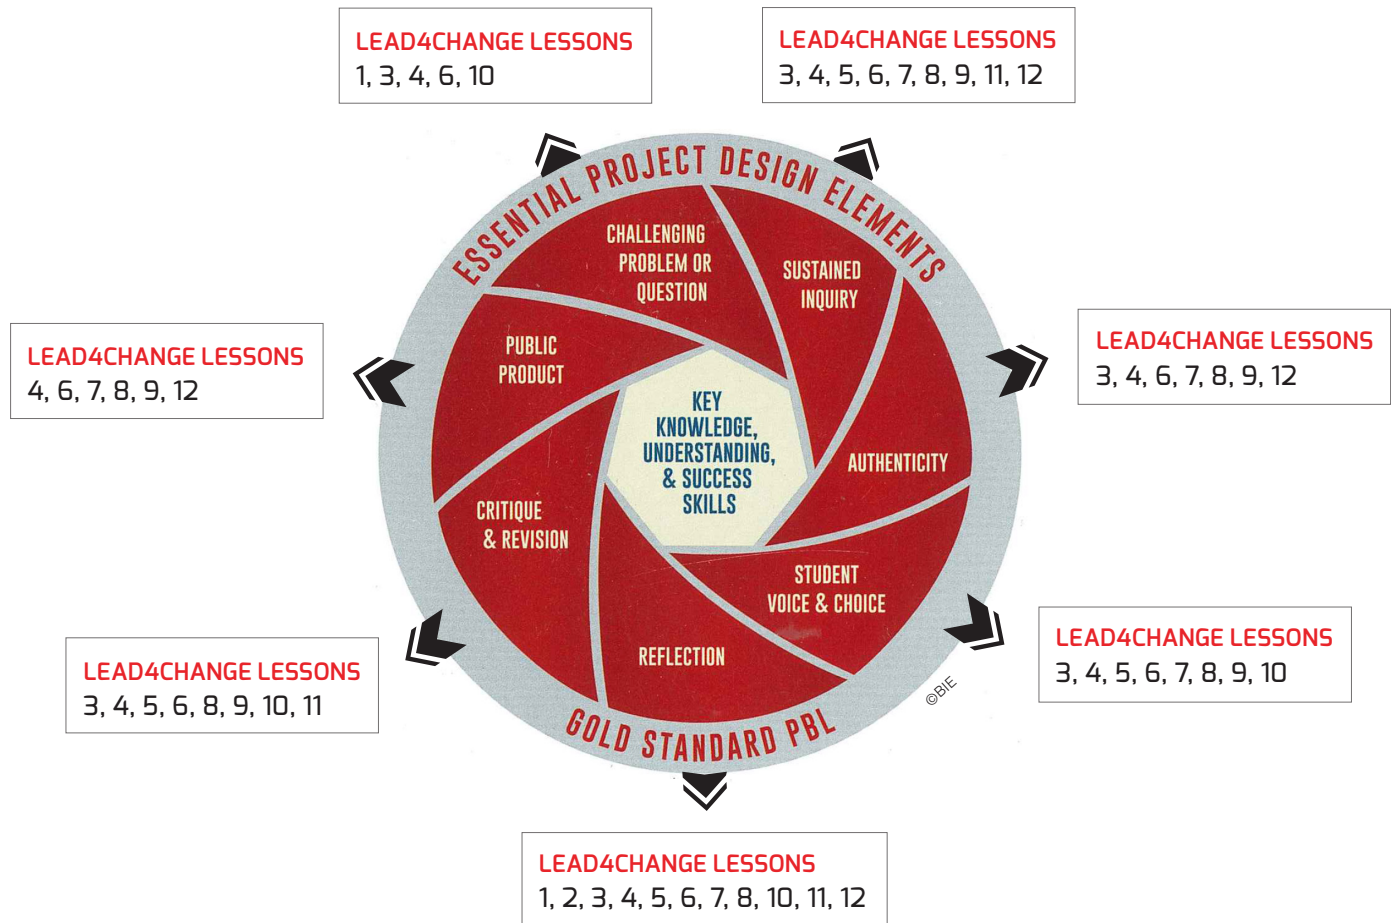 LEAD4CHANGE LESSONS
1, 3, 4, 6, 10
LEAD4CHANGE LESSONS
3, 4, 5, 6, 7, 8, 9, 11, 12
ESSENTIAL PROJECT DESIGN ELEMENTS
CHALLENGING
PROBLEM OR
QUESTION
SUSTAINED
INQUIRY
LEAD4CHANGE LESSONS
4, 6, 7, 8, 9, 12
PUBLIC
PRODUCT
LEAD4CHANGE LESSONS
3, 4, 6, 7, 8, 9, 12
KEY
KNOWLEDGE,
UNDERSTANDING,
& SUCCESS
SKILLS
AUTHENTICITY
CRITIQUE
& REVISION
STUDENT
VOICE & CHOICE
REFLECTION
LEAD4CHANGE LESSONS
3, 4, 5, 6, 8, 9, 10, 11
LEAD4CHANGE LESSONS
3, 4, 5, 6, 7, 8, 9, 10
©BIE
GOLD STANDARD PBL
LEAD4CHANGE LESSONS
1, 2, 3, 4, 5, 6, 7, 8, 10, 11, 12